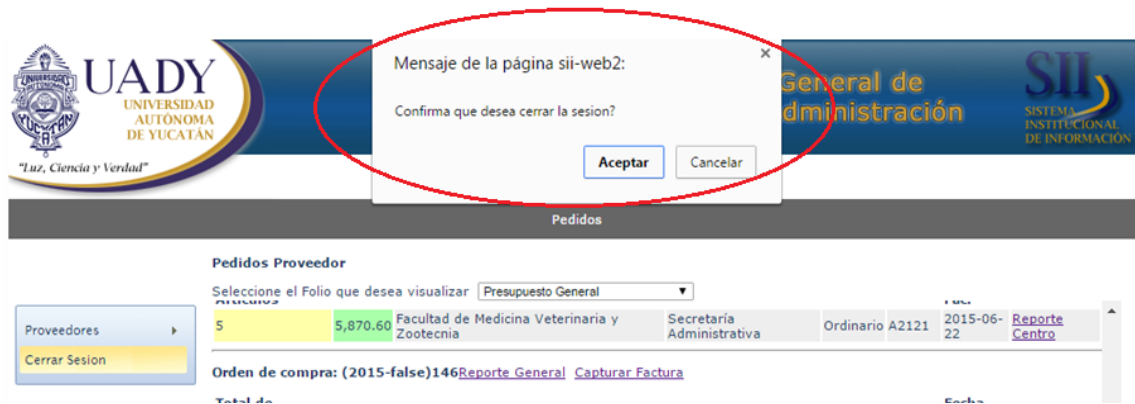 UADY
UNIVERSIDAD
AUTÓNOMA
DE YUCATÁN
"Luz, Ciencia y Verdad"
Mensaje de la página sii-web2:
×
Confirma que desea cerrar la sesion?
Aceptar Cancelar
General de
dministración
SII
SISTEMA
INSTITUCIONAL
DE INFORMACIÓN
Pedidos
Proveedores
Cerrar Sesion
Pedidos Proveedor
Seleccione el Folio que desea visualizar Presupuesto General
Artículos Fac.
5 5,870.60 Facultad de Medicina Veterinaria y Zootecnia Secretaría Administrativa Ordinario A2121 2015-06-22 Reporte Centro
Orden de compra: (2015-false)146Reporte General Capturar Factura
Total de Fecha